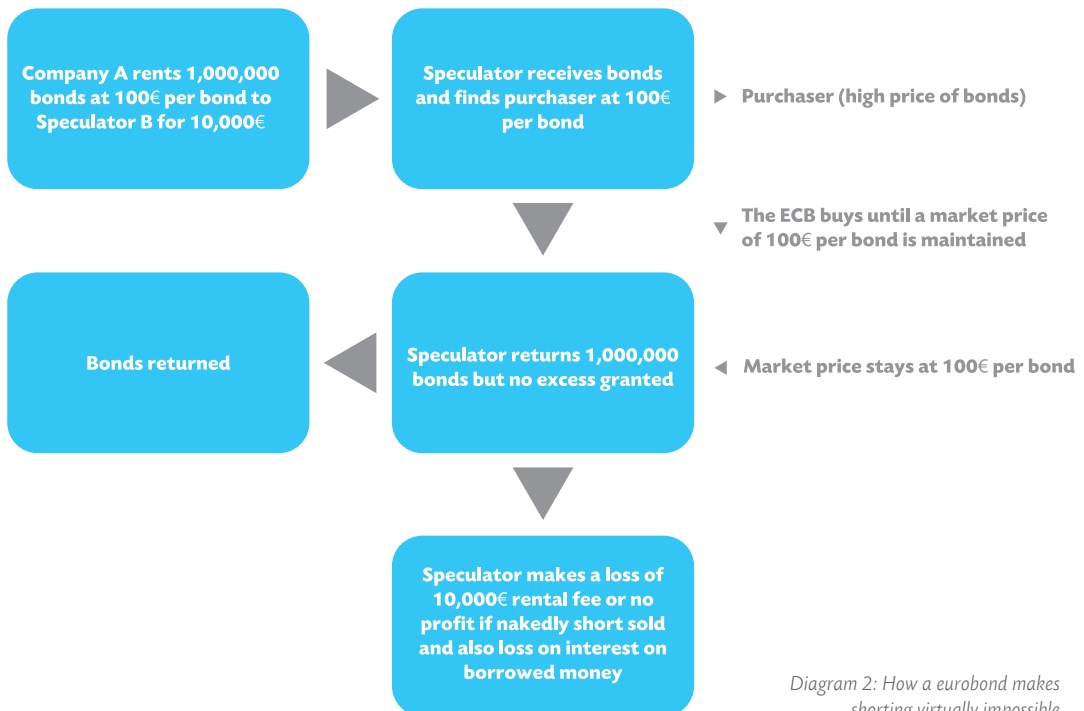 Company A rents 1,000,000
bonds at 100€ per bond to
Speculator B for 10,000€
Speculator receives bonds
and finds purchaser at 100€
per bond
Purchaser (high price of bonds)
The ECB buys until a market price
of 100€ per bond is maintained
Bonds returned
Speculator returns 1,000,000
bonds but no excess granted
Market price stays at 100€ per bond
Speculator makes a loss of
10,000€ rental fee or no
profit if nakedly short sold
and also loss on interest on
borrowed money
Diagram 2: How a eurobond makes
shorting virtually impossible